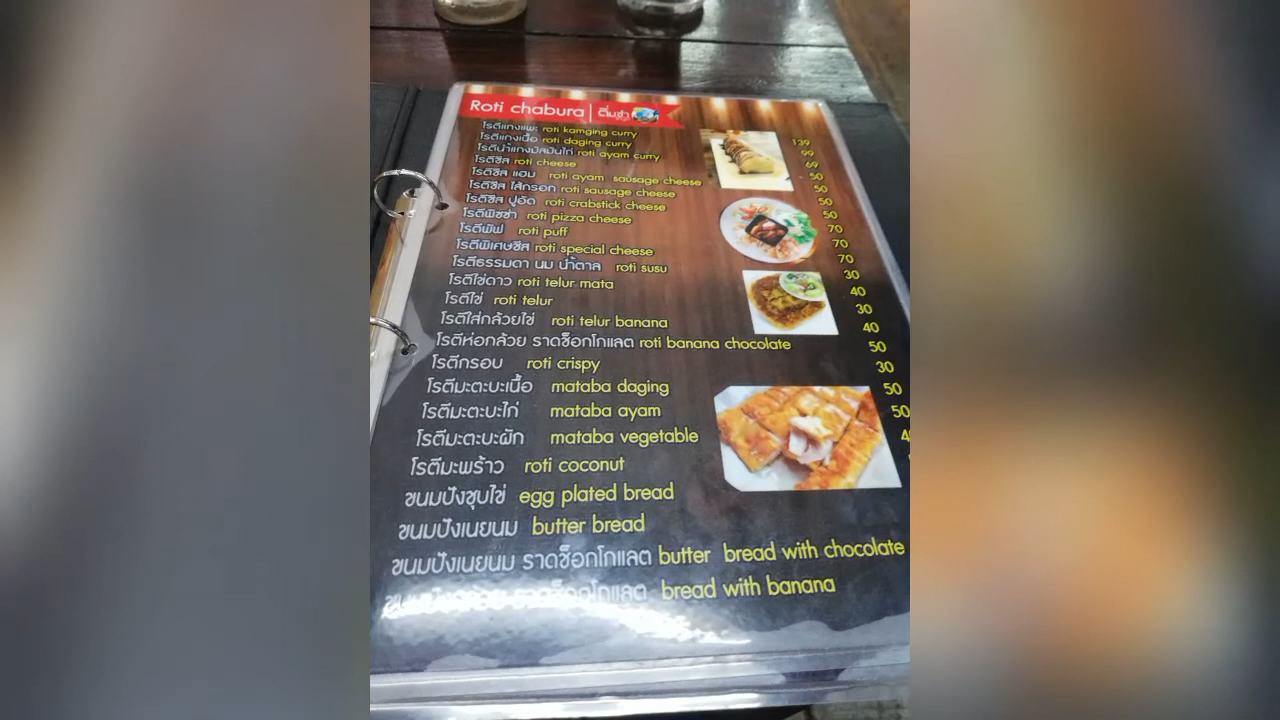 Roti chabura ติ่มซำ
โรตีแกงแพะ roti kamging curry 139
โรตีแกงเนื้อ roti daging curry 99
โรตีน้ำแกงมัสมั่นไก่ roti ayam curry 69
โรตีชีส roti cheese 50
โรตีชีส แฮม roti ayam sausage cheese 50
โรตีชีส ไส้กรอก roti sausage cheese 50
โรตีชีส ปูอัด roti crabstick cheese 50
โรตีพิซซ่า roti pizza cheese 70
โรตีพัฟ roti puff 70
โรตีพิเศษชีส roti special cheese 70
โรตีธรรมดา นม น้ำตาล roti susu 30
โรตีไข่ดาว roti telur mata 40
โรตีไข่ roti telur 30
โรตีใส่กล้วยไข่ roti telur banana 40
โรตีห่อกล้วย ราดช็อกโกแลต roti banana chocolate 50
โรตีกรอบ roti crispy 30
โรตีมะตะบะเนื้อ mataba daging 50
โรตีมะตะบะไก่ mataba ayam 50
โรตีมะตะบะผัก mataba vegetable
โรตีมะพร้าว roti coconut
ขนมปังชุบไข่ egg plated bread
ขนมปังเนยนม butter bread
ขนมปังเนยนม ราดช็อกโกแลต butter bread with chocolate
ราดช็อกโกแลต bread with banana